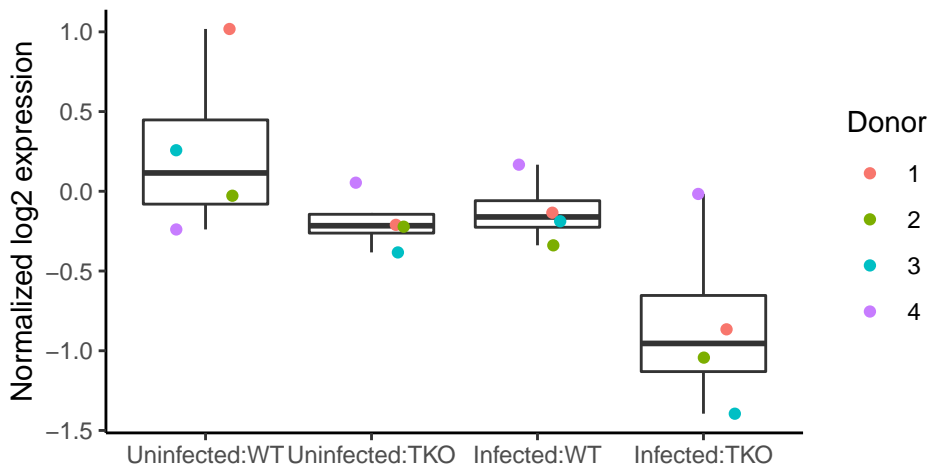 Normalized log2 expression
1.0
0.5
0.0
−0.5
−1.0
−1.5
Uninfected:WT
Uninfected:TKO
Infected:WT
Infected:TKO
Donor
1
2
3
4